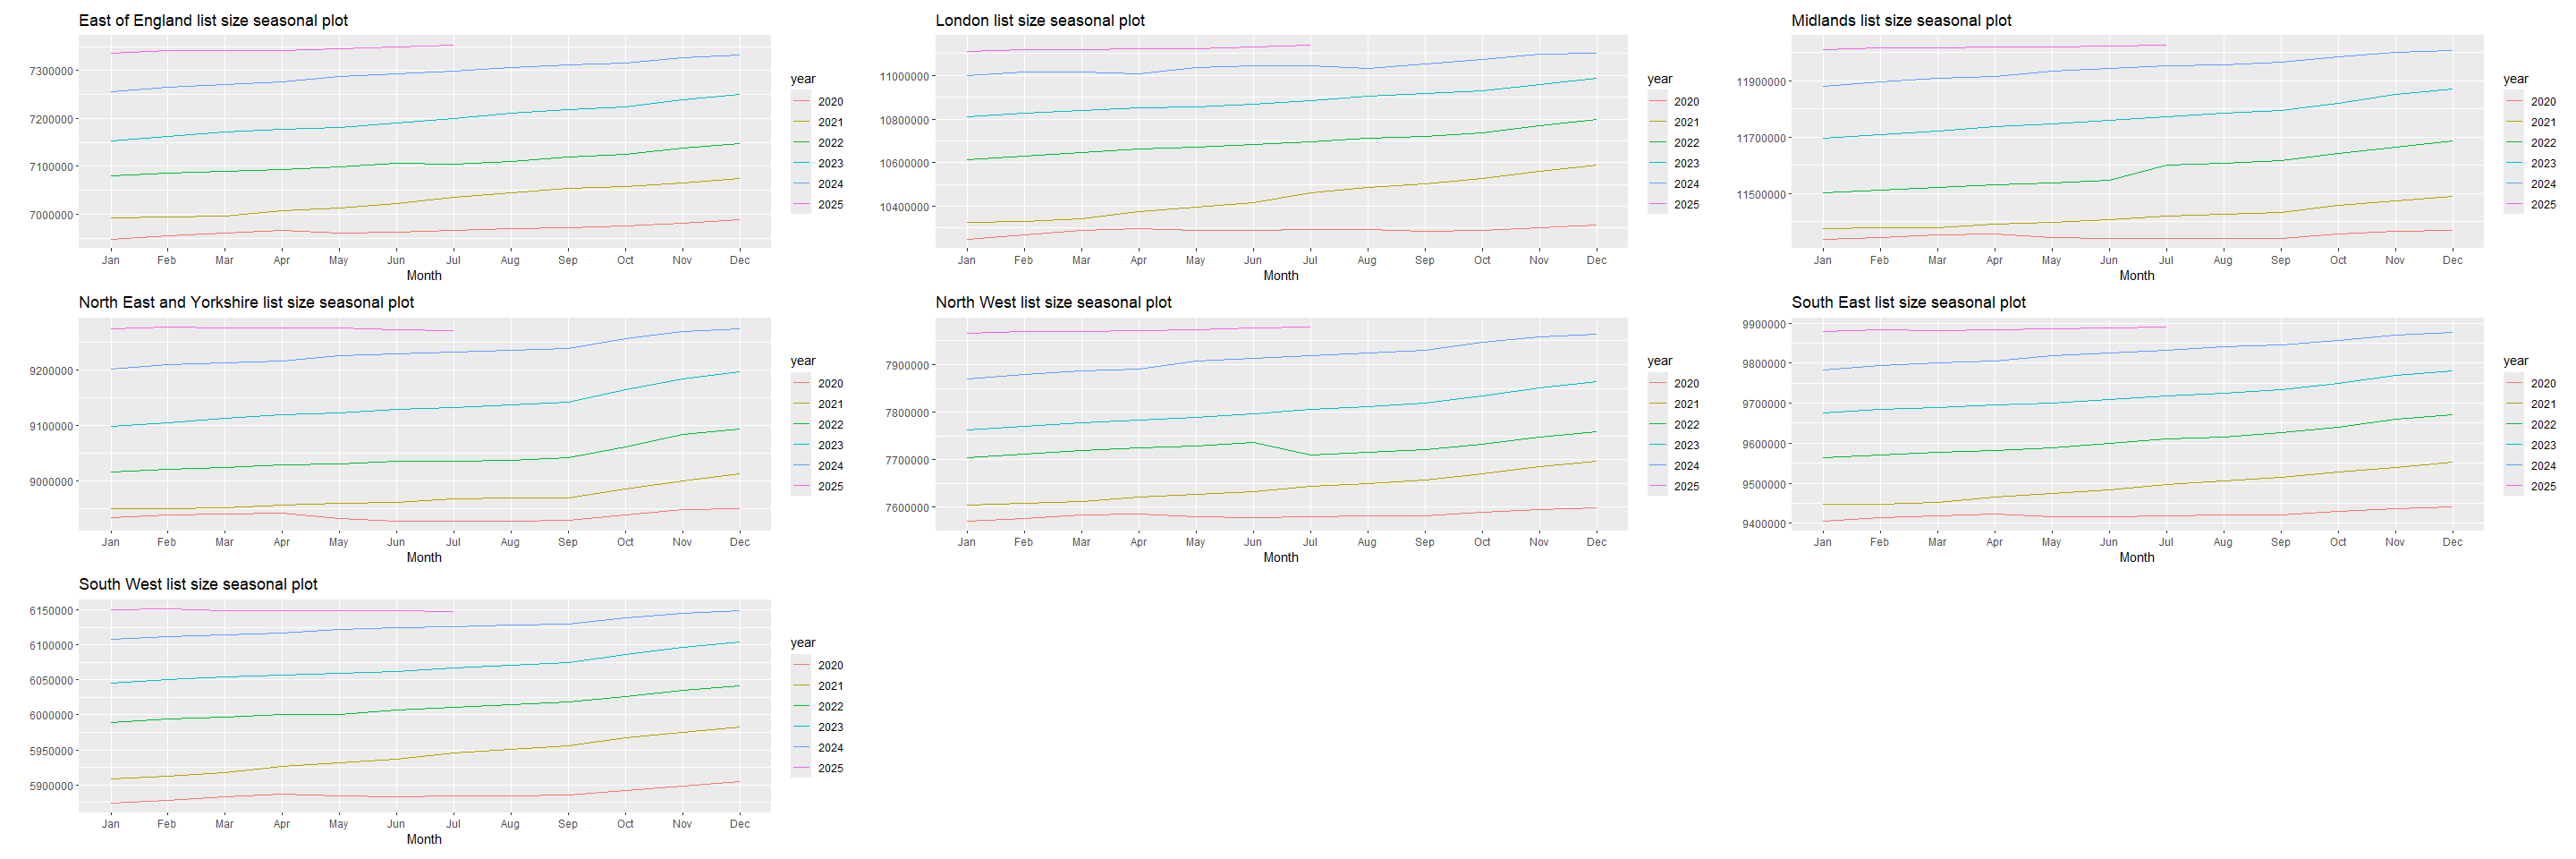 East of England list size seasonal plot
7300000
7200000
7100000
7000000
Jan Feb Mar Apr May Jun Jul Aug Sep Oct Nov Dec
Month
year
2020
2021
2022
2023
2024
2025
London list size seasonal plot
11000000
10800000
10600000
10400000
Jan Feb Mar Apr May Jun Jul Aug Sep Oct Nov Dec
Month
year
2020
2021
2022
2023
2024
2025
Midlands list size seasonal plot
11900000
11700000
11500000
Jan Feb Mar Apr May Jun Jul Aug Sep Oct Nov Dec
Month
year
2020
2021
2022
2023
2024
2025
North East and Yorkshire list size seasonal plot
9200000
9100000
9000000
Jan Feb Mar Apr May Jun Jul Aug Sep Oct Nov Dec
Month
year
2020
2021
2022
2023
2024
2025
North West list size seasonal plot
7900000
7800000
7700000
7600000
Jan Feb Mar Apr May Jun Jul Aug Sep Oct Nov Dec
Month
year
2020
2021
2022
2023
2024
2025
South East list size seasonal plot
9900000
9800000
9700000
9600000
9500000
9400000
Jan Feb Mar Apr May Jun Jul Aug Sep Oct Nov Dec
Month
year
2020
2021
2022
2023
2024
2025
South West list size seasonal plot
6150000
6100000
6050000
6000000
5950000
5900000
Jan Feb Mar Apr May Jun Jul Aug Sep Oct Nov Dec
Month
year
2020
2021
2022
2023
2024
2025